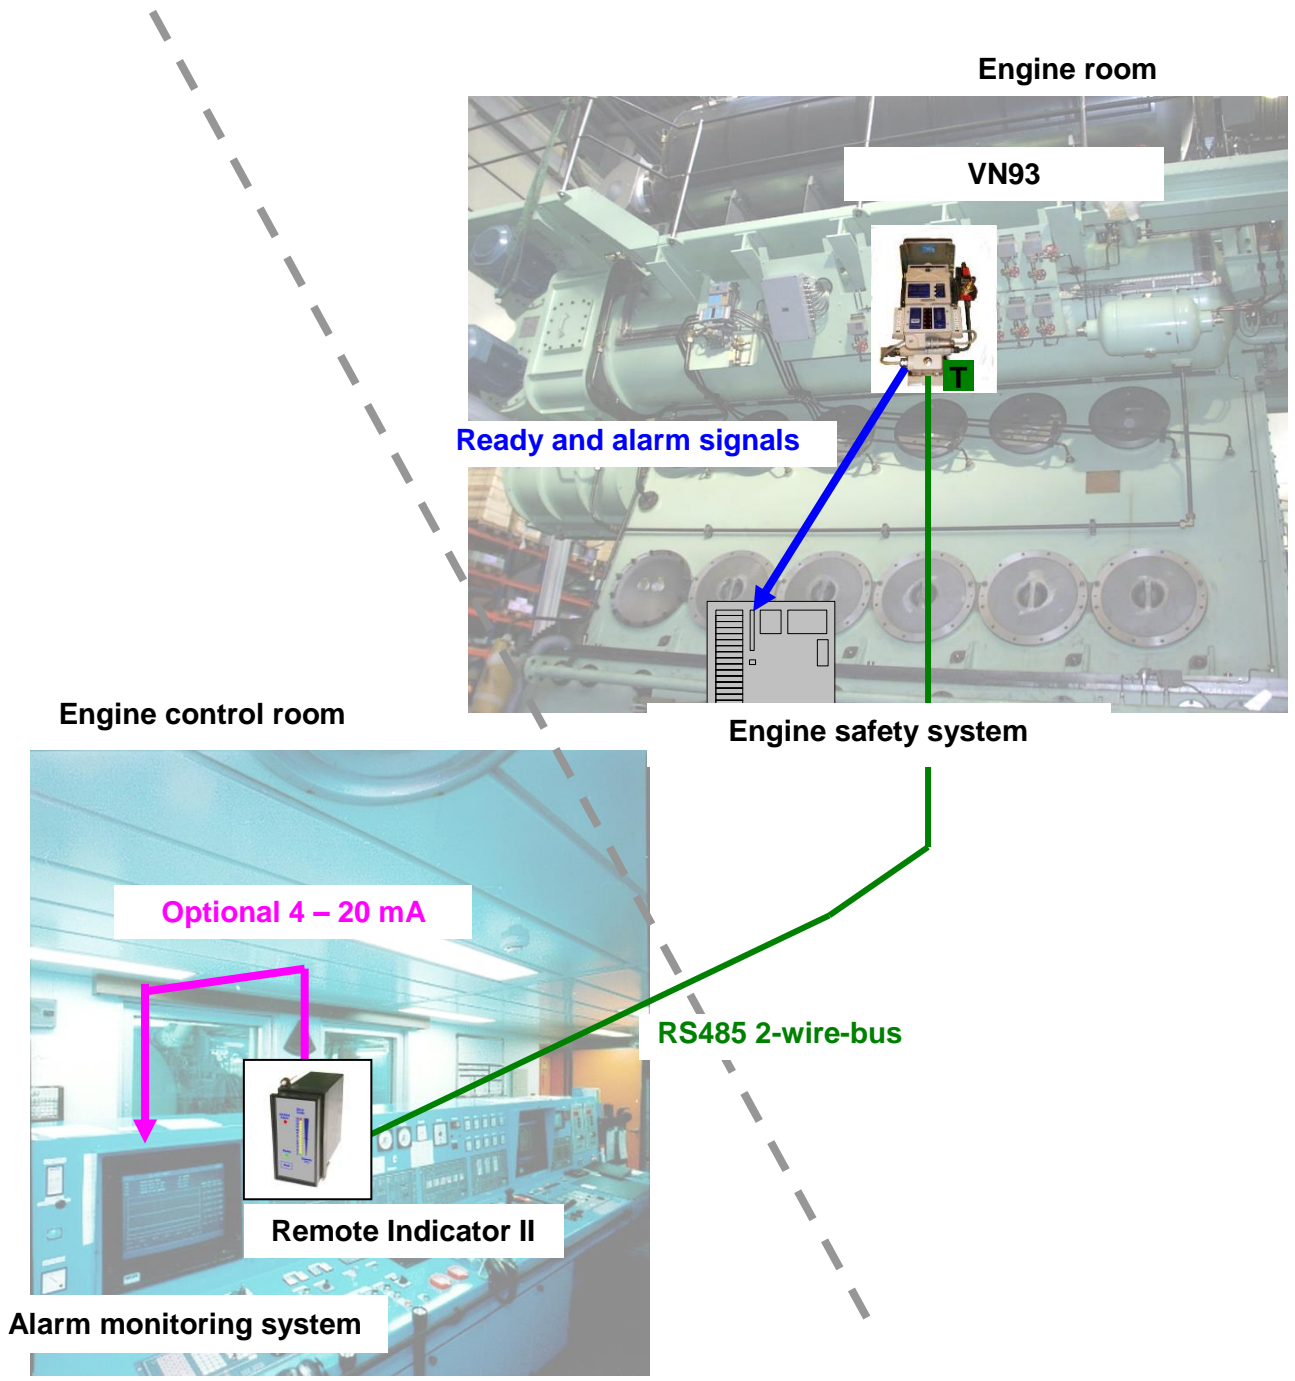 Engine room
VN93
T
Ready and alarm signals
Engine control room
Engine safety system
Optional 4 – 20 mA
RS485 2-wire-bus
Remote Indicator II
Alarm monitoring system